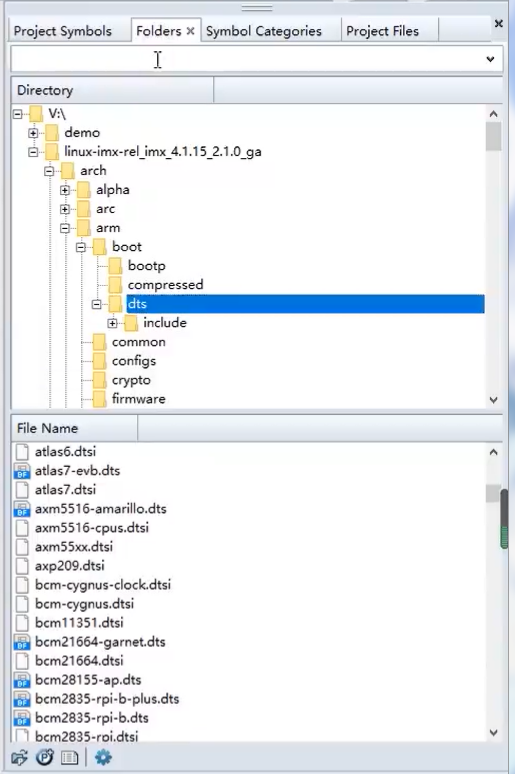 Project Symbols Folders Symbol Categories Project Files
Directory
V:\
demo
linux-imx-rel_imx_4.1.15_2.1.0_ga
arch
alpha
arc
arm
boot
bootp
compressed
dts
include
common
configs
crypto
firmware
File Name
atlas6.dtsi
atlas7-evb.dts
atlas7.dtsi
axm5516-amarillo.dts
axm5516-cpus.dtsi
axm55xx.dtsi
axp209.dtsi
bcm-cygnus-clock.dtsi
bcm-cygnus.dtsi
bcm11351.dtsi
bcm21664-garnet.dts
bcm21664.dtsi
bcm28155-ap.dts
bcm2835-rpi-b-plus.dts
bcm2835-rpi-b.dts
bcm2835-rpi.dtsi